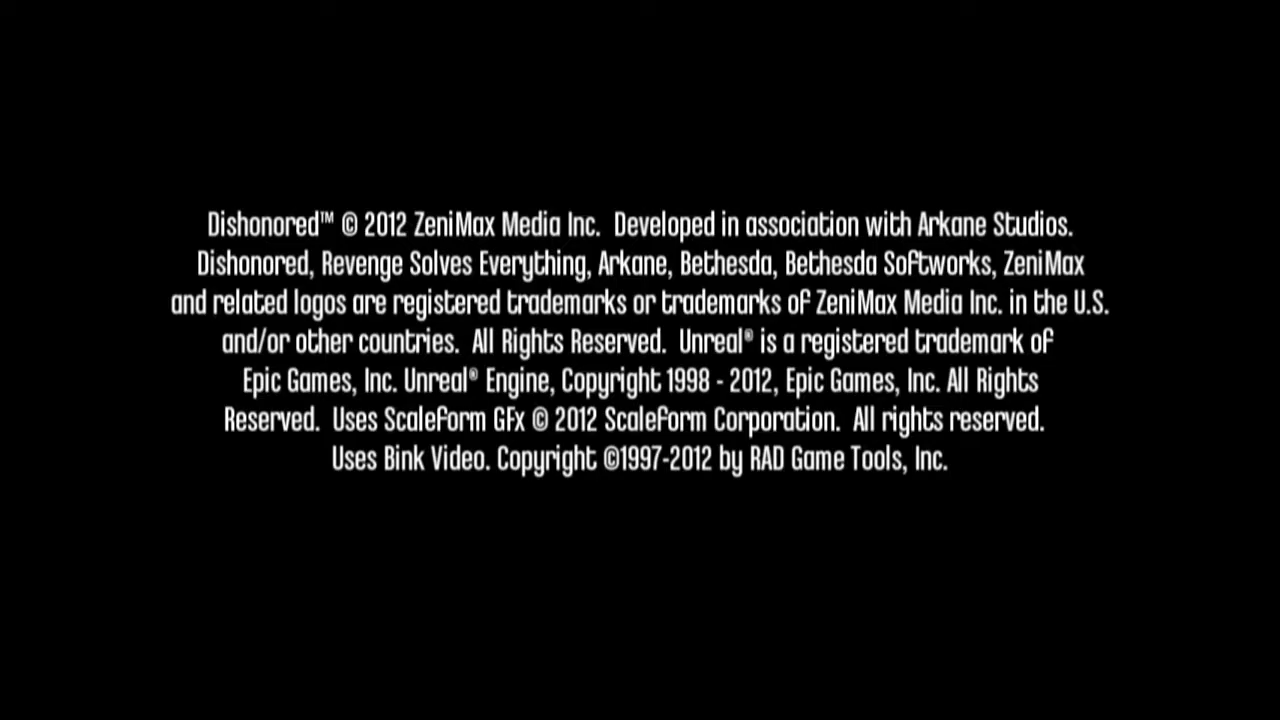 Dishonored™ © 2012 ZeniMax Media Inc.  Developed in association with Arkane Studios.
Dishonored, Revenge Solves Everything, Arkane, Bethesda, Bethesda Softworks, ZeniMax
and related logos are registered trademarks or trademarks of ZeniMax Media Inc. in the U.S.
and/or other countries.  All Rights Reserved.  Unreal® is a registered trademark of
Epic Games, Inc. Unreal® Engine, Copyright 1998 - 2012, Epic Games, Inc. All Rights
Reserved.  Uses Scaleform GFx © 2012 Scaleform Corporation.  All rights reserved.
Uses Bink Video. Copyright ©1997-2012 by RAD Game Tools, Inc.